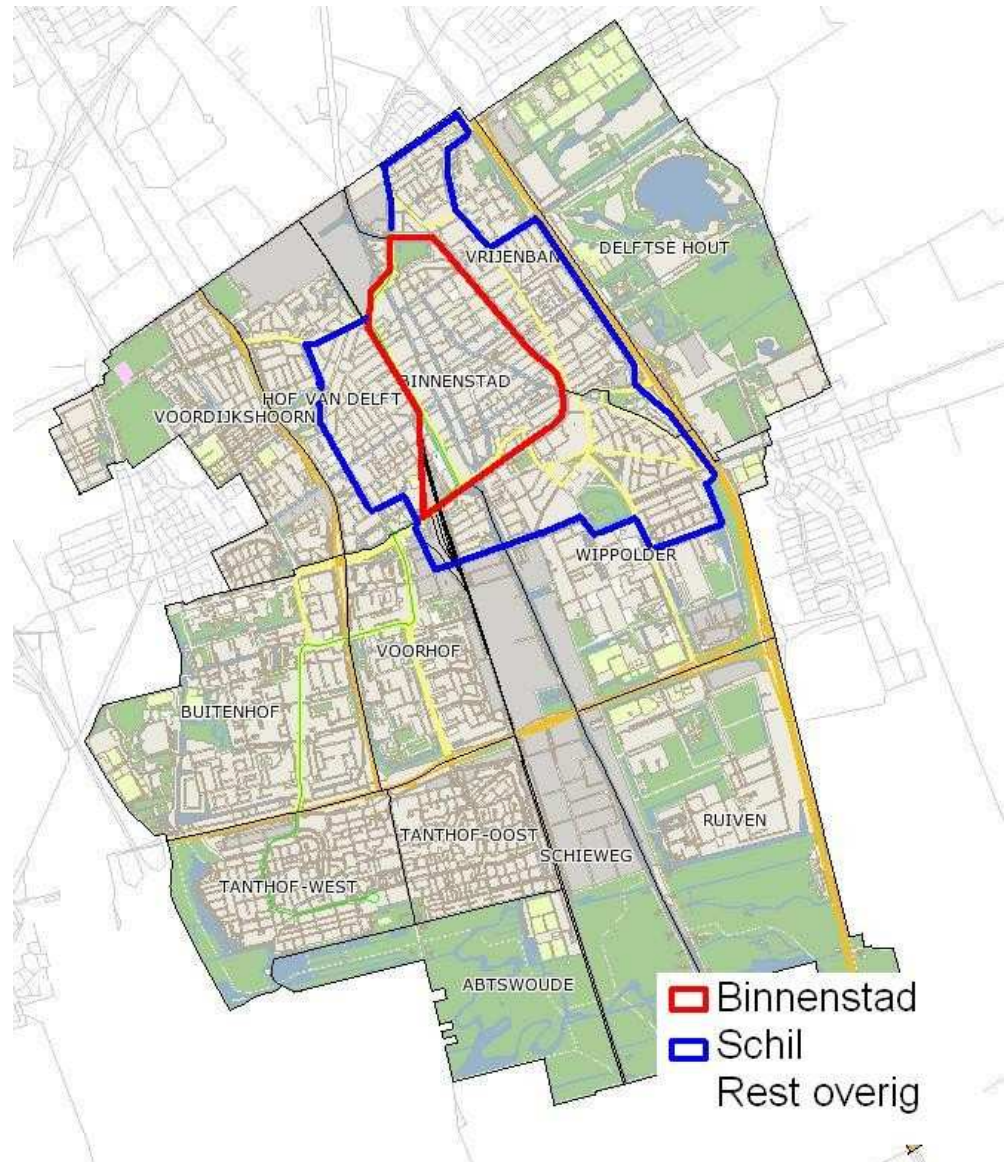 DELFTSE HOUT
VRIJENBAN
BINNENSTAD
HOF VAN DELFT
VOORDIJKSHOORN
WIPPOLDER
VOORHOF
BUITENHOF
RUIVEN
TANTHOF-OOST
SCHIEWEG
TANTHOF-WEST
ABTSWOUDE
Binnenstad
Schil
Rest overig